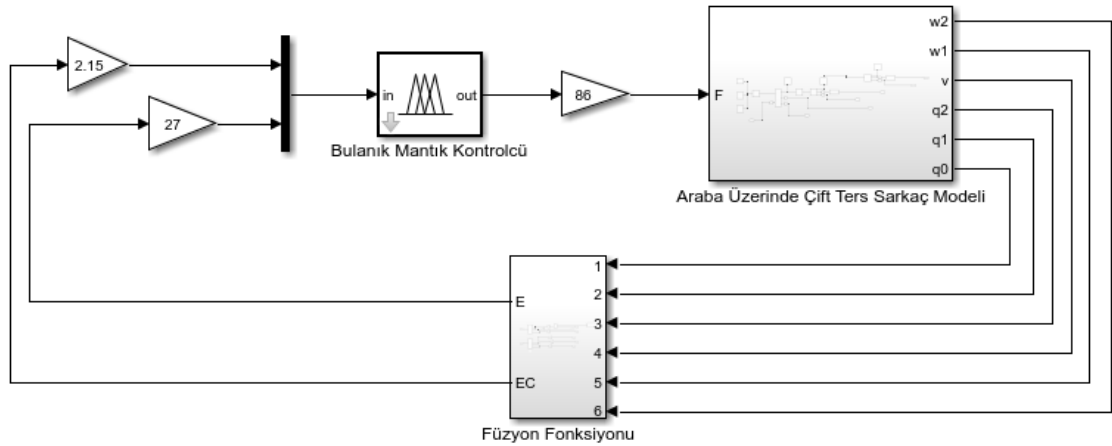 2.15
27
in
out
Bulanık Mantık Kontrolcü
86
F
w2
w1
v
q2
q1
q0
Araba Üzerinde Çift Ters Sarkaç Modeli
E
EC
1
2
3
4
5
6
Füzyon Fonksiyonu